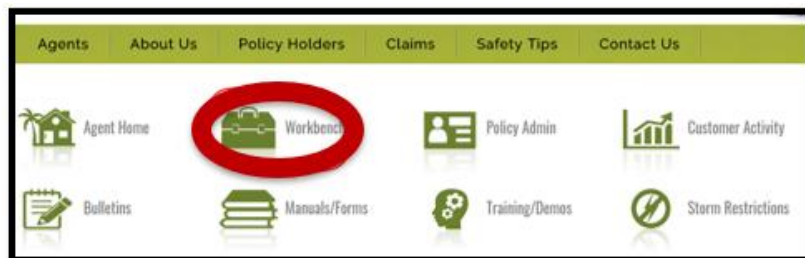 Agents About Us Policy Holders Claims Safety Tips Contact Us
Agent Home Workbench Policy Admin Customer Activity
Bulletins Manuals/Forms Training/Demos Storm Restrictions